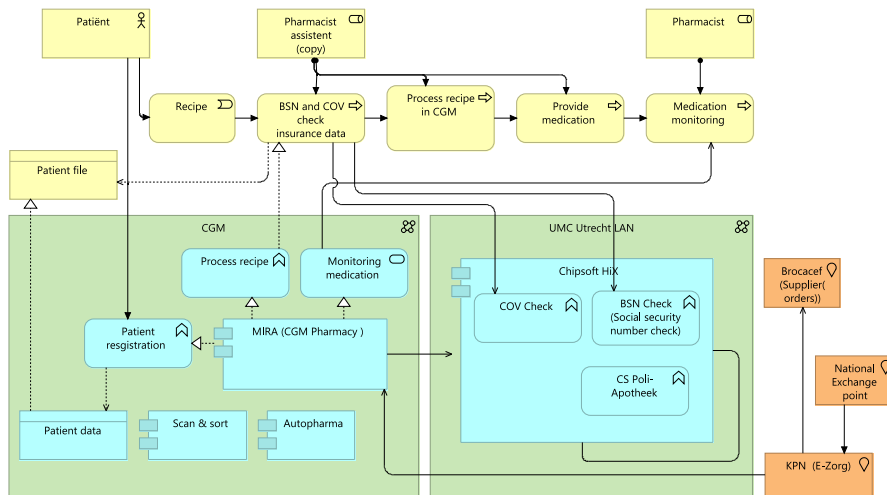 Patiënt
Pharmacist
assistent
(copy)
Pharmacist
Recipe
BSN and COV
check
insurance data
Process recipe
in CGM
Provide
medication
Medication
monitoring
Patient file
CGM
UMC Utrecht LAN
Process recipe
Monitoring
medication
Chipsoft HiX
Brocacef
(Supplier(
orders))
COV Check
BSN Check
(Social security
number check)
Patient
resgistration
MIRA (CGM Pharmacy )
CS Poli-
Apotheek
National
Exchange
point
Patient data
Scan & sort
Autopharma
KPN (E-Zorg)